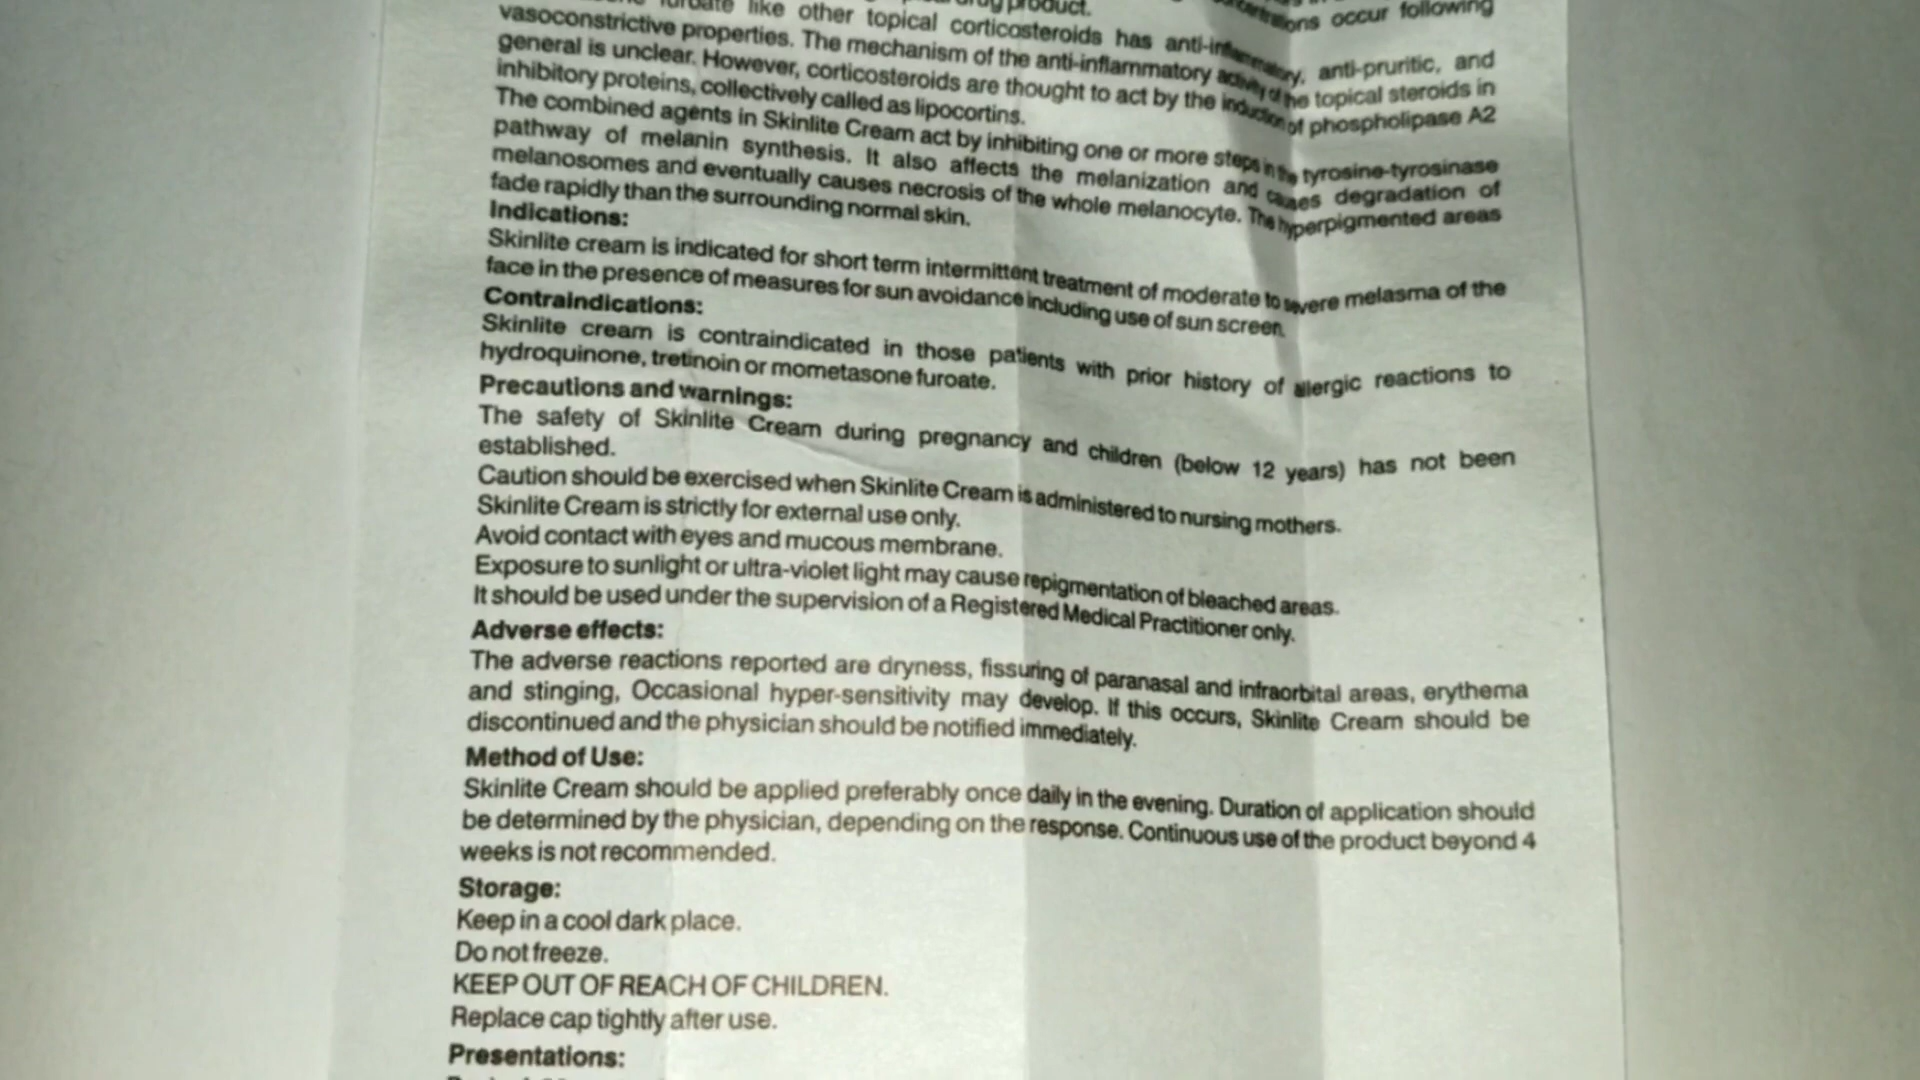 furoate like other topical corticosteroids has anti-inflammatory, anti-pruritic, and
vasoconstrictive properties. The mechanism of the anti-inflammatory activity of the topical steroids in
general is unclear. However, corticosteroids are thought to act by the induction of phospholipase A2
inhibitory proteins, collectively called as lipocortins.
The combined agents in Skinlite Cream act by inhibiting one or more steps in the tyrosine-tyrosinase
pathway of melanin synthesis. It also affects the melanization and causes degradation of
melanosomes and eventually causes necrosis of the whole melanocyte. The hyperpigmented areas
fade rapidly than the surrounding normal skin.
Indications:
Skinlite cream is indicated for short term intermittent treatment of moderate to severe melasma of the
face in the presence of measures for sun avoidance including use of sun screen.
Contraindications:
Skinlite cream is contraindicated in those patients with prior history of allergic reactions to
hydroquinone, tretinoin or mometasone furoate.
Precautions and warnings:
The safety of Skinlite Cream during pregnancy and children (below 12 years) has not been
established.
Caution should be exercised when Skinlite Cream is administered to nursing mothers.
Skinlite Cream is strictly for external use only.
Avoid contact with eyes and mucous membrane.
Exposure to sunlight or ultra-violet light may cause repigmentation of bleached areas.
It should be used under the supervision of a Registered Medical Practitioner only.
Adverse effects:
The adverse reactions reported are dryness, fissuring of paranasal and infraorbital areas, erythema
and stinging, Occasional hyper-sensitivity may develop. If this occurs, Skinlite Cream should be
discontinued and the physician should be notified immediately.
Method of Use:
Skinlite Cream should be applied preferably once daily in the evening. Duration of application should
be determined by the physician, depending on the response. Continuous use of the product beyond 4
weeks is not recommended.
Storage:
Keep in a cool dark place.
Do not freeze.
KEEP OUT OF REACH OF CHILDREN.
Replace cap tightly after use.
Presentations: